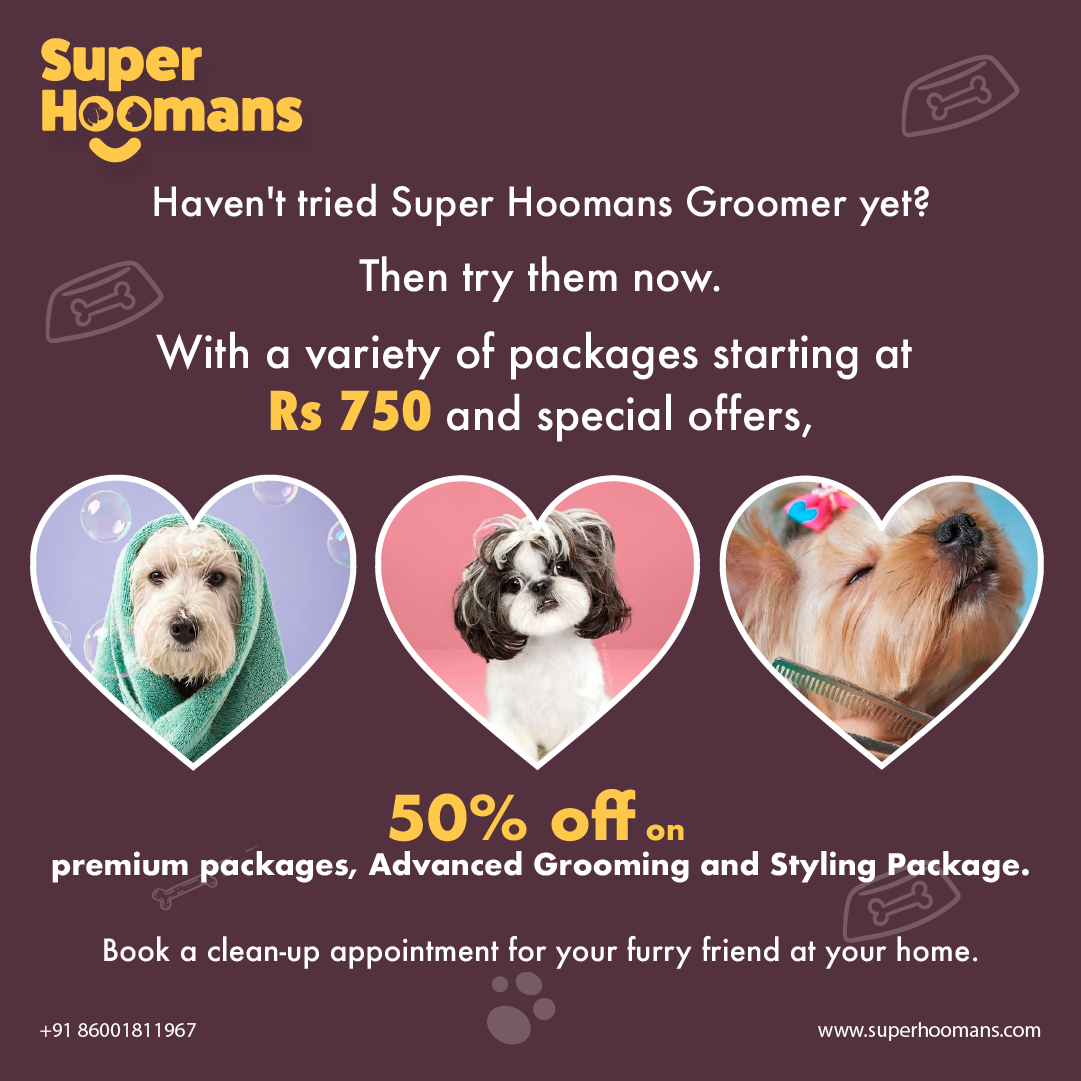 Super
Hoomans
Haven't tried Super Hoomans Groomer yet?
Then try them now.
With a variety of packages starting at
Rs 750 and special offers,
50% off on
premium packages, Advanced Grooming and Styling Package.
Book a clean-up appointment for your furry friend at your home.
+91 86001811967
www.superhoomans.com